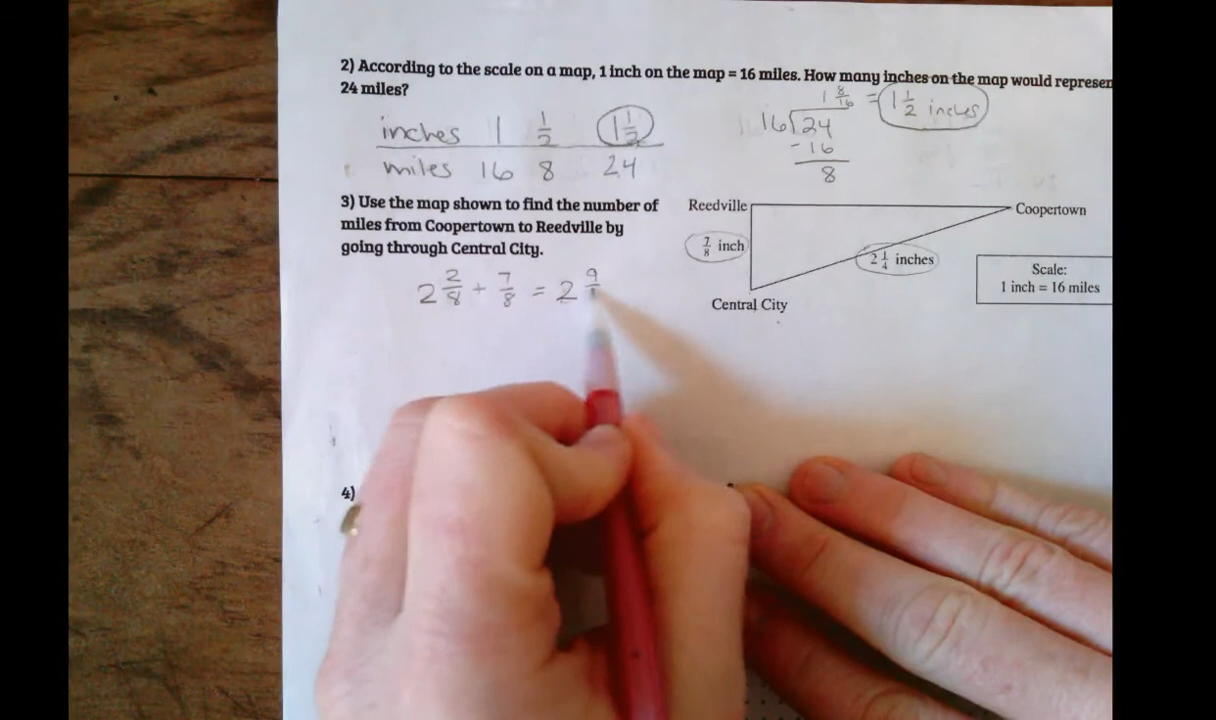 2) According to the scale on a map, 1 inch on the map = 16 miles. How many inches on the map would
24 miles?
inches 1 1/2 1 1/2
miles 16 8 24
1 8/16 = 1 1/2 inches
16)24
-16
8
3) Use the map shown to find the number of
miles from Coopertown to Reedville by
going through Central City.
2 2/8 + 7/8 = 2 9/
Reedville
Coopertown
7/8 inch
2 1/4 inches
Central City
Scale:
1 inch = 16 miles
4)